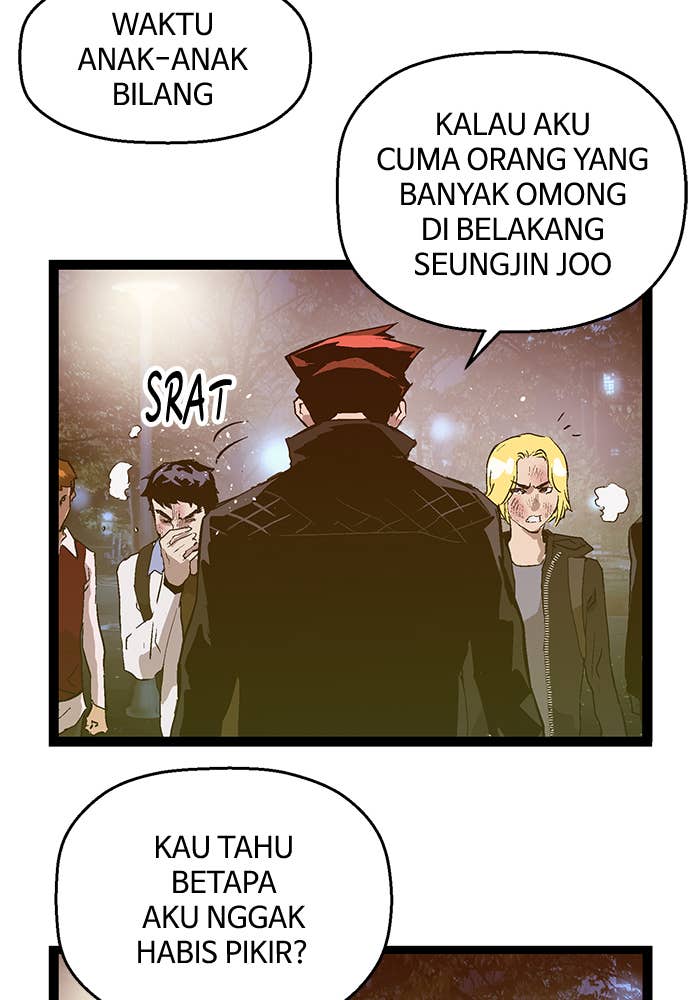 WAKTU
ANAK-ANAK
BILANG
KALAU AKU
CUMA ORANG YANG
BANYAK OMONG
DI BELAKANG
SEUNGJIN JOO
SRAT
KAU TAHU
BETAPA
AKU NGGAK
HABIS PIKIR?